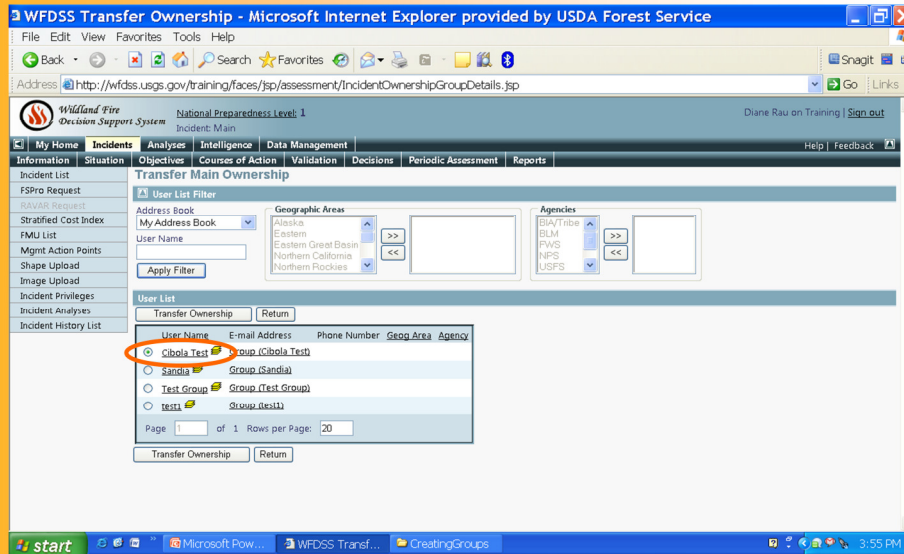 WFDSS Transfer Ownership - Microsoft Internet Explorer provided by USDA Forest Service
File Edit View Favorites Tools Help
Back Search Favorites Snagit
Address http://wfdss.usgs.gov/training/faces/jsp/assessment/IncidentOwnershipGroupDetails.jsp Go Links
Wildland Fire
Decision Support System
National Preparedness Level: 1
Incident: Main
Diane Rau on Training | Sign out
My Home Incidents Analyses Intelligence Data Management Help | Feedback
Information Situation Objectives Courses of Action Validation Decisions Periodic Assessment Reports
Incident List
FSPro Request
RAVAR Request
Stratified Cost Index
FMU List
Mgmt Action Points
Shape Upload
Image Upload
Incident Privileges
Incident Analyses
Incident History List
Transfer Main Ownership
User List Filter
Address Book
My Address Book
User Name
Apply Filter
Geographic Areas
Alaska
Eastern
Eastern Great Basin
Northern California
Northern Rockies
>>
<<
Agencies
BIA/Tribe
BLM
FWS
NPS
USFS
>>
<<
User List
Transfer Ownership Return
User Name E-mail Address Phone Number Geog Area Agency
Cibola Test Group (Cibola Test)
Sandia Group (Sandia)
Test Group Group (Test Group)
test1 Group (test1)
Page 1 of 1 Rows per Page: 20
Transfer Ownership Return
start Microsoft Pow... WFDSS Transf... CreatingGroups 3:55 PM